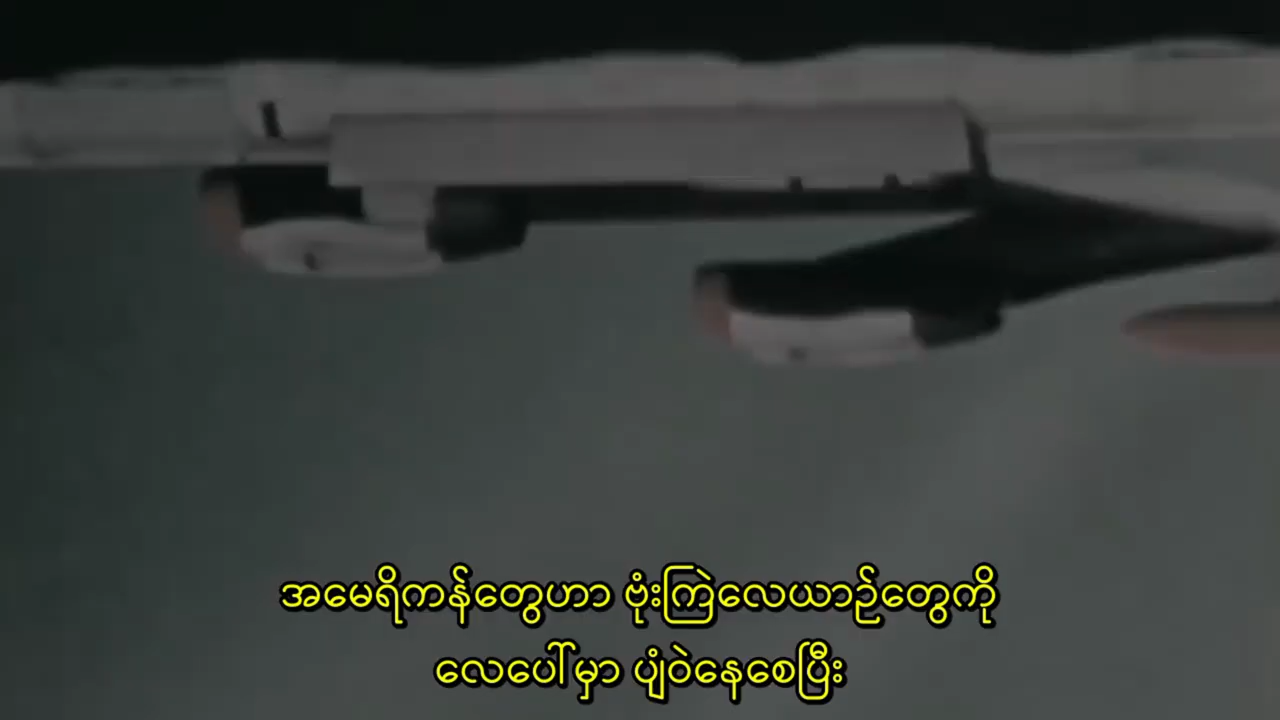 အမေရိကန်တွေဟာ ဗုံးကြဲလေယာဉ်တွေကို
လေပေါ်မှာ ပျံဝဲနေစေပြီး